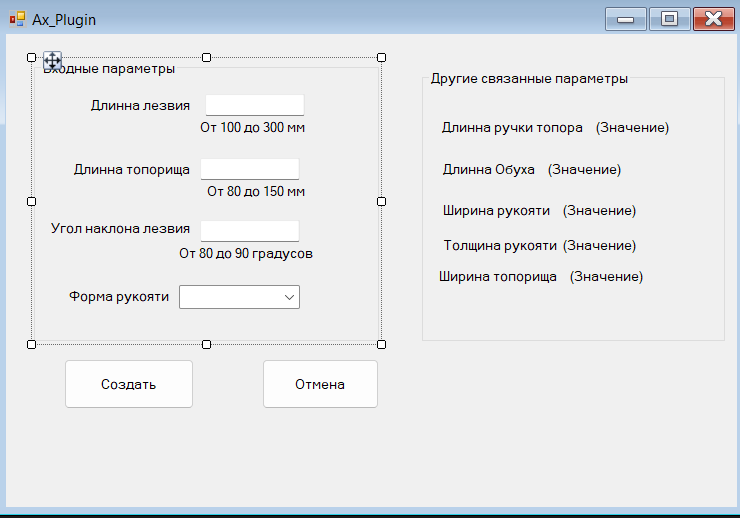 Ax_Plugin
Входные параметры
Длинна лезвия
От 100 до 300 мм
Длинна топорища
От 80 до 150 мм
Угол наклона лезвия
От 80 до 90 градусов
Форма рукояти
Создать
Отмена
Другие связанные параметры
Длинна ручки топора (Значение)
Длинна Обуха (Значение)
Ширина рукояти (Значение)
Толщина рукояти (Значение)
Ширина топорища (Значение)